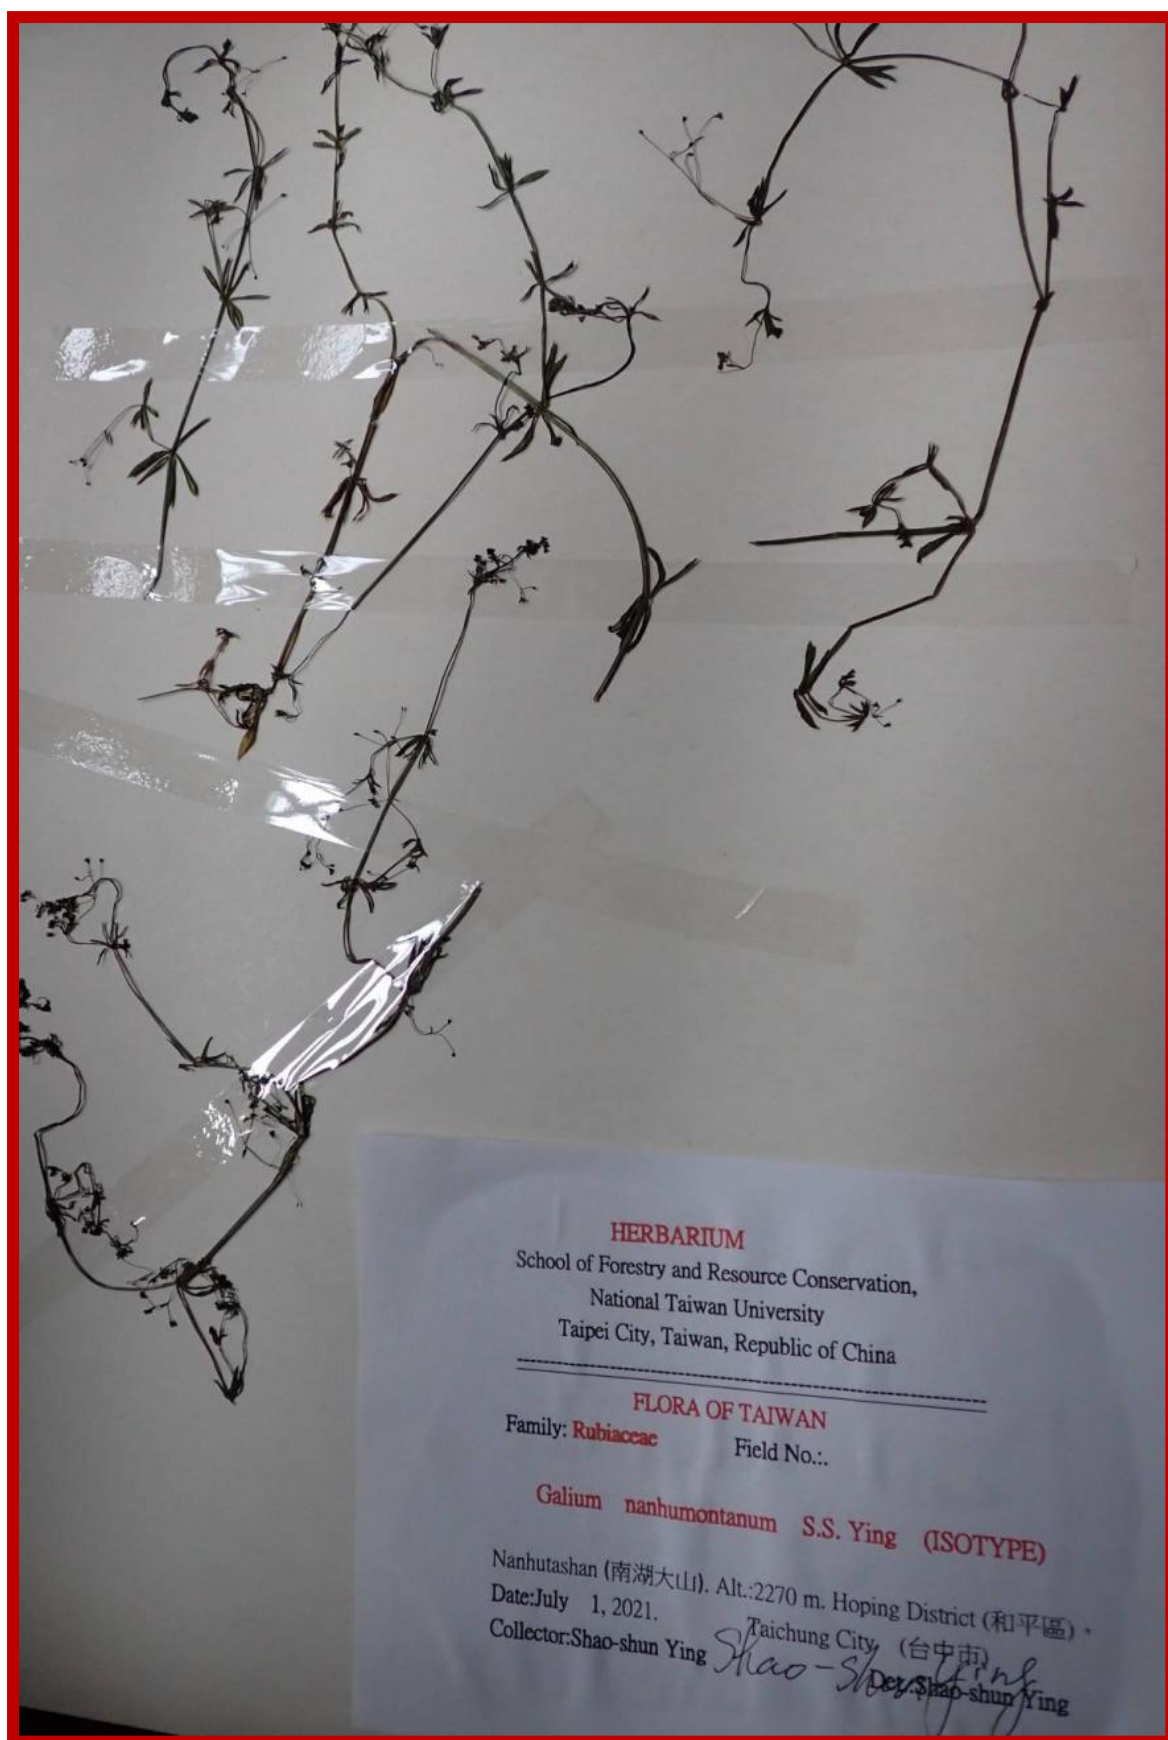 HERBARIUM
School of Forestry and Resource Conservation,
National Taiwan University
Taipei City, Taiwan, Republic of China
FLORA OF TAIWAN
Family: Rubiaceae Field No.:.
Galium nanhumontanum S.S. Ying (ISOTYPE)
Nanhutashan (南湖大山). Alt.:2270 m. Hoping District (和平區),
Date:July 1, 2021. Taichung City, (台中市)
Collector:Shao-shun Ying Shao-Shun Ying
Det.:Shao-shun Ying